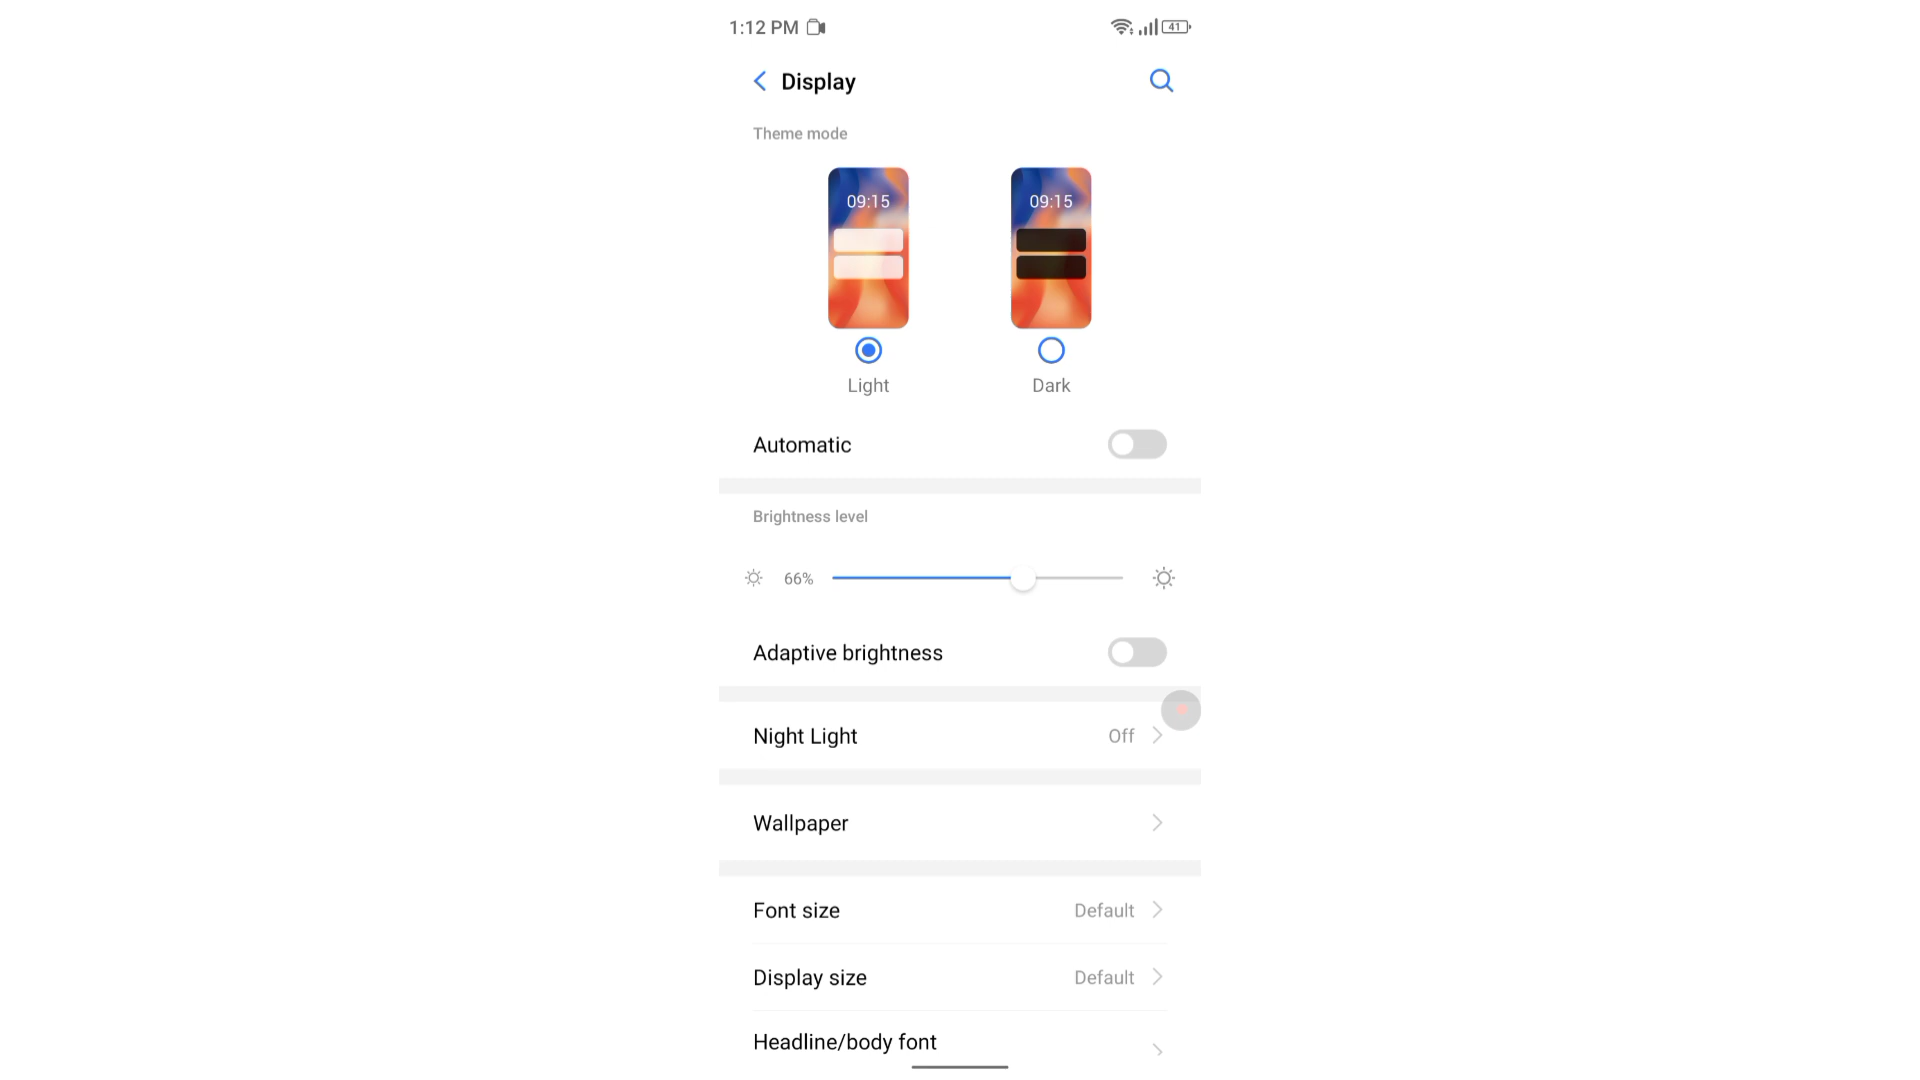 1:12 PM
41
Display
Theme mode
09:15
09:15
Light
Dark
Automatic
Brightness level
66%
Adaptive brightness
Night Light
Off
Wallpaper
Font size
Default
Display size
Default
Headline/body font